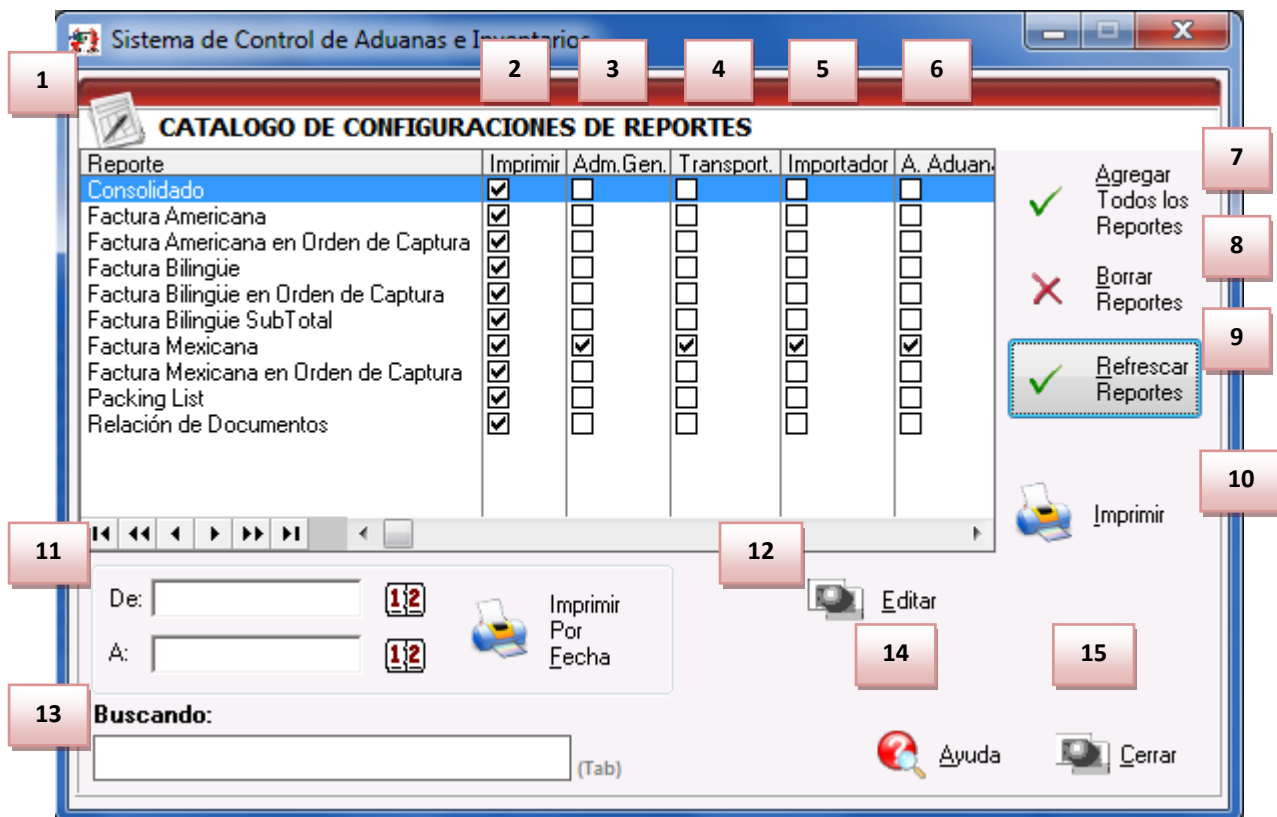 Sistema de Control de Aduanas e Inventarios
1
2
3
4
5
6
CATALOGO DE CONFIGURACIONES DE REPORTES
Reporte Imprimir Adm.Gen. Transport. Importador A. Aduan
Consolidado
Factura Americana
Factura Americana en Orden de Captura
Factura Bilingüe
Factura Bilingüe en Orden de Captura
Factura Bilingüe SubTotal
Factura Mexicana
Factura Mexicana en Orden de Captura
Packing List
Relación de Documentos
7
Agregar
Todos los
Reportes
8
Borrar
Reportes
9
Refrescar
Reportes
10
Imprimir
11
De:
12
A:
12
Imprimir
Por
Fecha
12
Editar
13
Buscando:
(Tab)
14
Ayuda
15
Cerrar